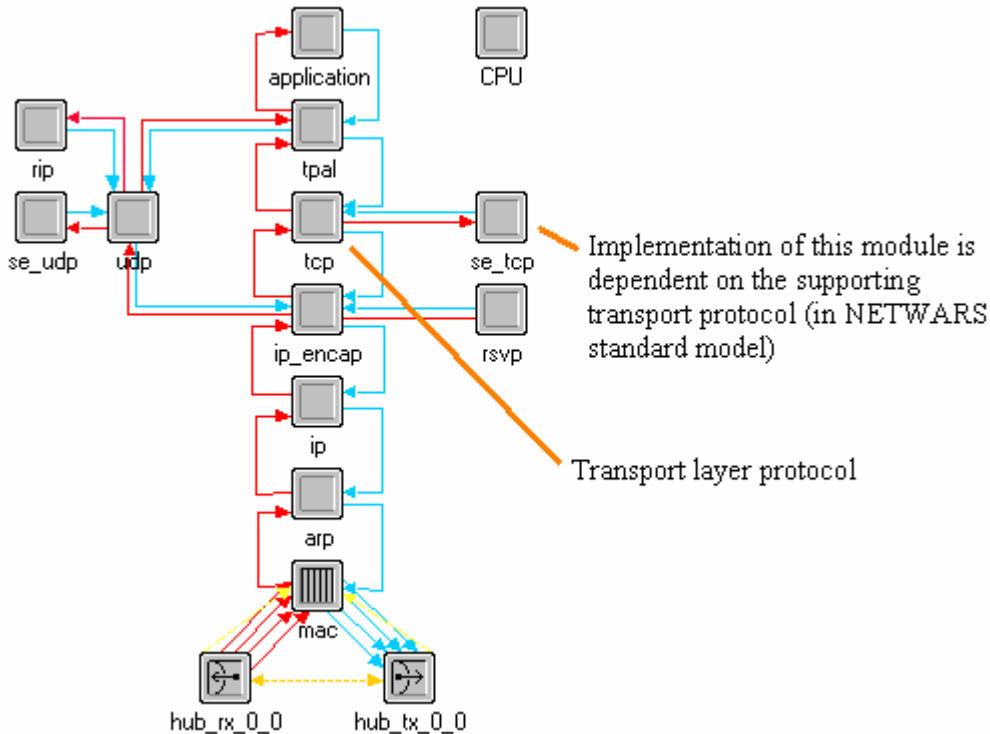 application
CPU
rip
tpal
se_udp
udp
tcp
se_tcp
Implementation of this module is
dependent on the supporting
transport protocol (in NETWARS
standard model)
ip_encap
rsvp
ip
Transport layer protocol
arp
mac
hub_rx_0_0
hub_tx_0_0